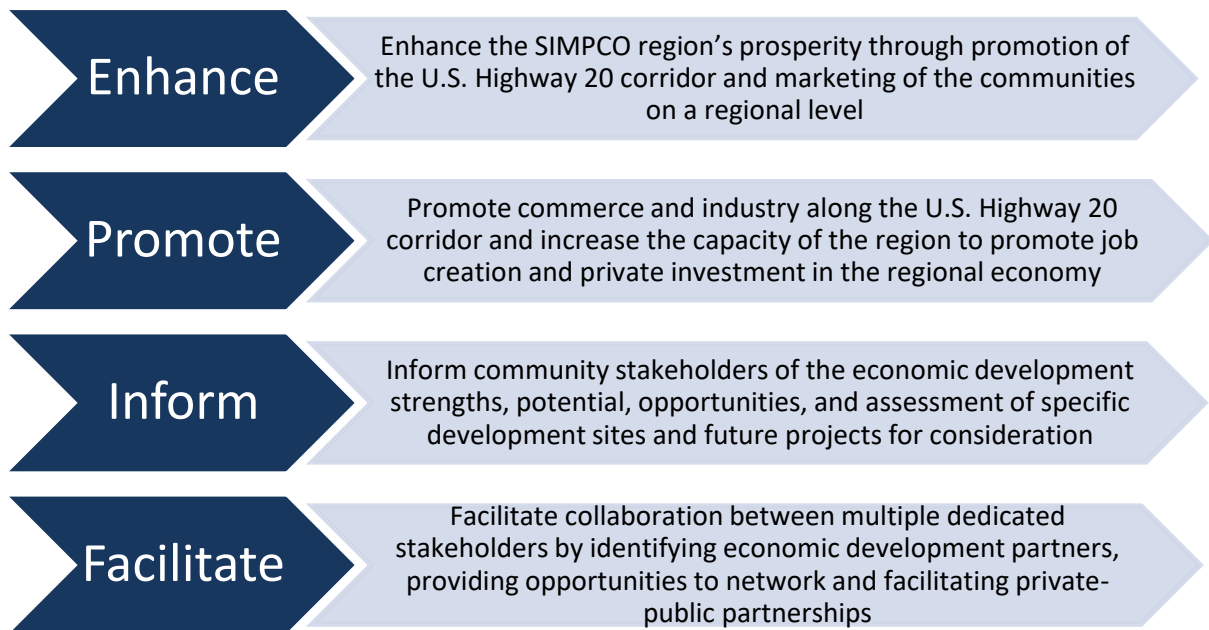 Enhance
Enhance the SIMPCO region’s prosperity through promotion of
the U.S. Highway 20 corridor and marketing of the communities
on a regional level
Promote
Promote commerce and industry along the U.S. Highway 20
corridor and increase the capacity of the region to promote job
creation and private investment in the regional economy
Inform
Inform community stakeholders of the economic development
strengths, potential, opportunities, and assessment of specific
development sites and future projects for consideration
Facilitate
Facilitate collaboration between multiple dedicated
stakeholders by identifying economic development partners,
providing opportunities to network and facilitating private-
public partnerships